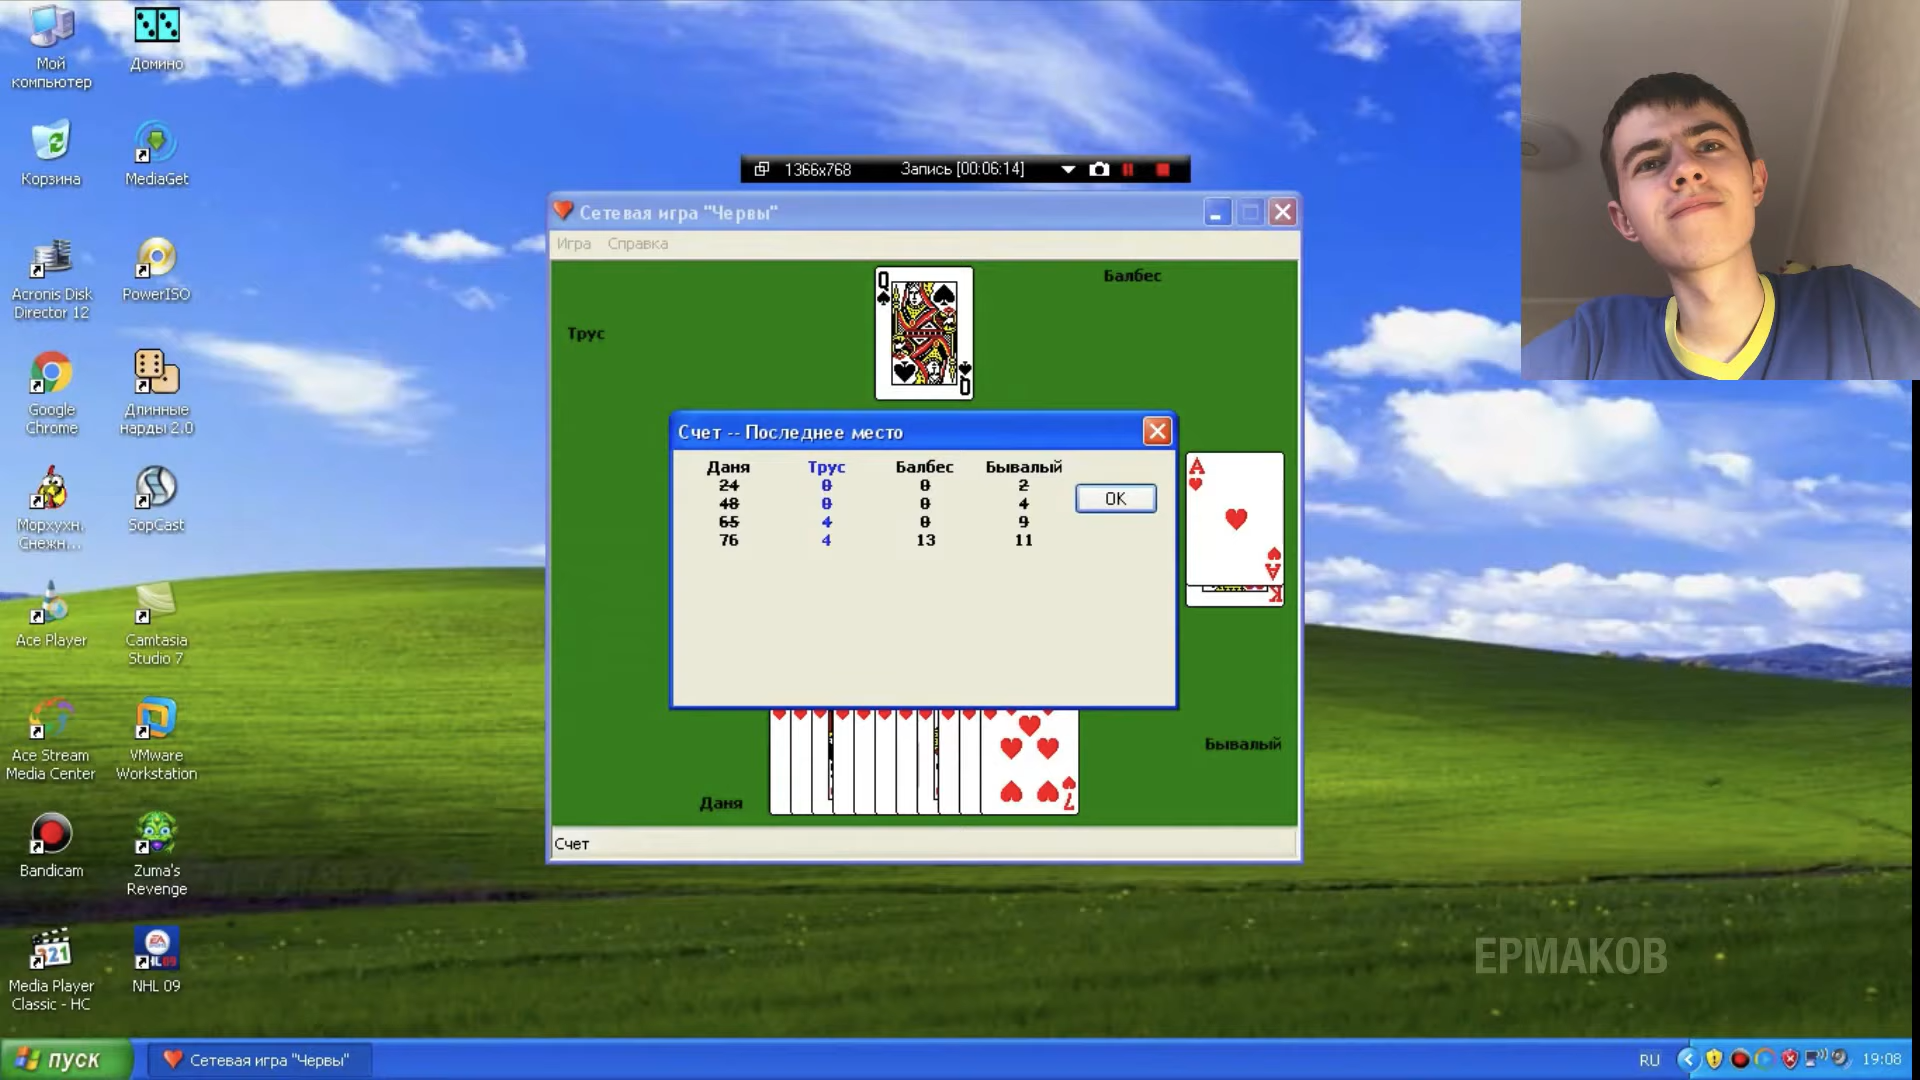 Мой
компьютер
Домино
Корзина
MediaGet
Acronis Disk
Director 12
PowerISO
Google
Chrome
Длинные
нарды 2.0
Морхухн.
Снежн...
SopCast
Ace Player
Camtasia
Studio 7
Ace Stream
Media Center
VMware
Workstation
Bandicam
Zuma's
Revenge
Media Player
Classic - HC
NHL 09
1366x768 Запись [00:06:14]
Сетевая игра "Червы"
Игра Справка
Q
Q
Балбес
Трус
Счет -- Последнее место
Даня Трус Балбес Бывалый
24 0 0 2
48 0 0 4
65 4 0 9
76 4 13 11
OK
A
A
K
7
Бывалый
Даня
Счет
ЕРМАКОВ
пуск
Сетевая игра "Червы"
RU
19:08